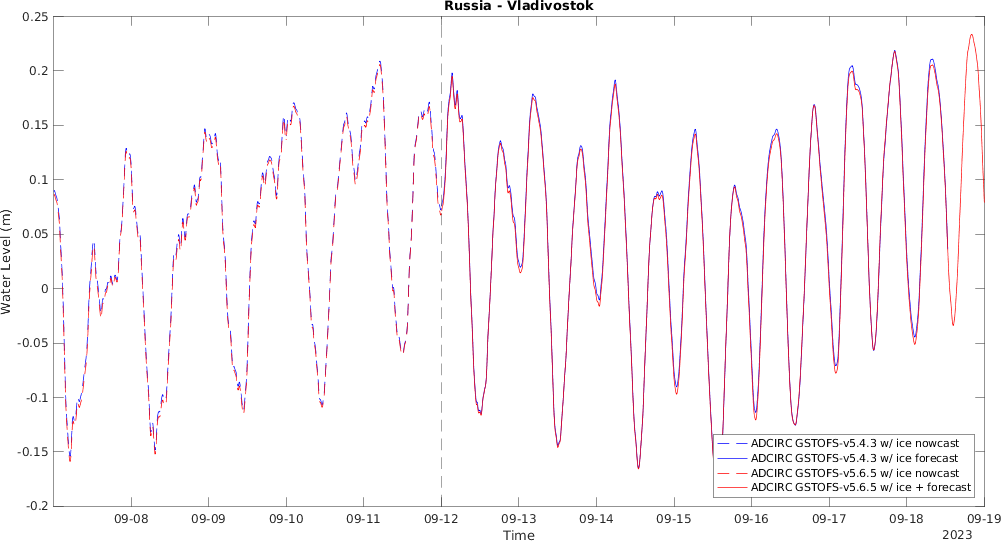 Russia - Vladivostok
0.25
0.2
0.15
0.1
0.05
0
-0.05
-0.1
-0.15
-0.2
Water Level (m)
ADCIRC GSTOFS-v5.4.3 w/ ice nowcast
ADCIRC GSTOFS-v5.4.3 w/ ice forecast
ADCIRC GSTOFS-v5.6.5 w/ ice nowcast
ADCIRC GSTOFS-v5.6.5 w/ ice + forecast
09-08 09-09 09-10 09-11 09-12 09-13 09-14 09-15 09-16 09-17 09-18 09-19
Time 2023